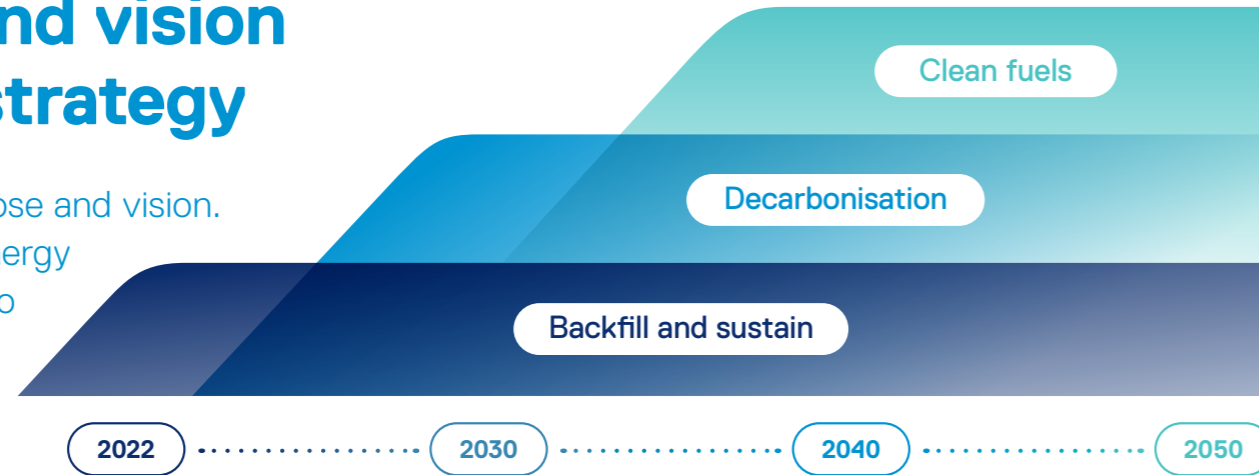 nd vision
strategy
ose and vision.
ergy
o
Clean fuels
Decarbonisation
Backfill and sustain
2022
2030
2040
2050